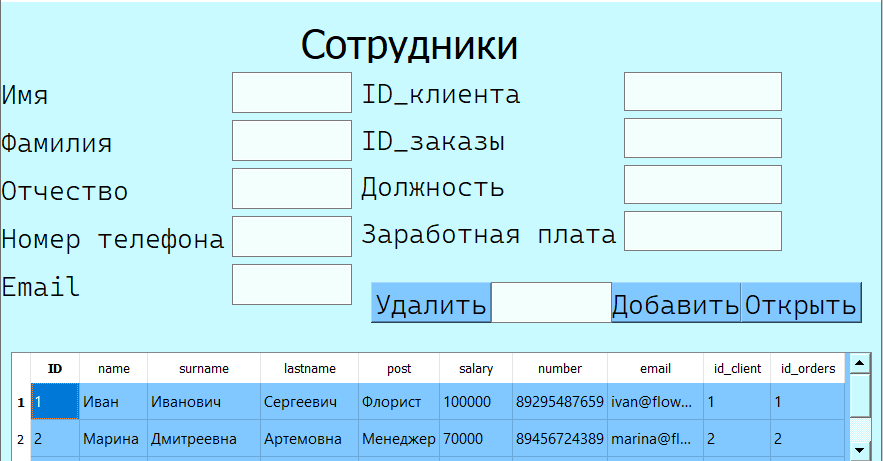 Сотрудники
Имя ID_клиента
Фамилия ID_заказы
Отчество Должность
Номер телефона Заработная плата
Email
Удалить Добавить Открыть
ID name surname lastname post salary number email id_client id_orders
1 1 Иван Иванович Сергеевич Флорист 100000 89295487659 ivan@flow... 1 1
2 2 Марина Дмитреевна Артемовна Менеджер 70000 89456724389 marina@fl... 2 2